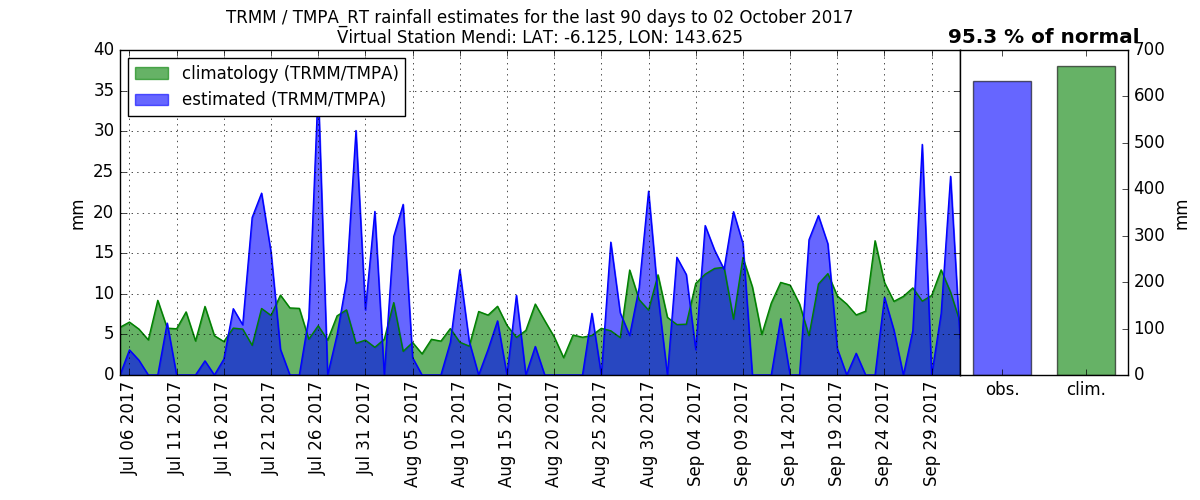 TRMM / TMPA_RT rainfall estimates for the last 90 days to 02 October 2017
Virtual Station Mendi: LAT: -6.125, LON: 143.625
95.3 % of normal
climatology (TRMM/TMPA)
estimated (TRMM/TMPA)
mm
40
35
30
25
20
15
10
5
0
Jul 06 2017
Jul 11 2017
Jul 16 2017
Jul 21 2017
Jul 26 2017
Jul 31 2017
Aug 05 2017
Aug 10 2017
Aug 15 2017
Aug 20 2017
Aug 25 2017
Aug 30 2017
Sep 04 2017
Sep 09 2017
Sep 14 2017
Sep 19 2017
Sep 24 2017
Sep 29 2017
700
600
500
400
300
200
100
0
mm
obs.
clim.